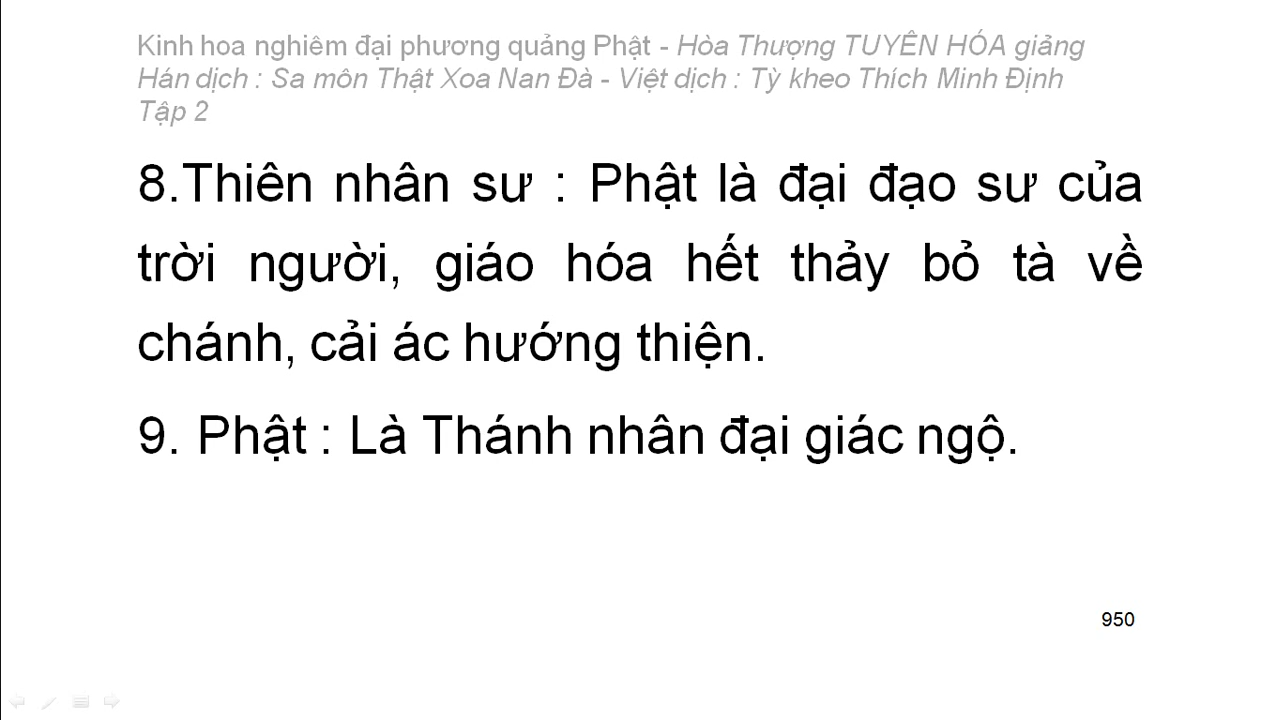 Kinh hoa nghiêm đại phương quảng Phật - Hòa Thượng TUYÊN HÓA giảng
Hán dịch : Sa môn Thật Xoa Nan Đà - Việt dịch : Tỳ kheo Thích Minh Định
Tập 2
8.Thiên nhân sư : Phật là đại đạo sư của
trời người, giáo hóa hết thảy bỏ tà về
chánh, cải ác hướng thiện.
9. Phật : Là Thánh nhân đại giác ngộ.
950